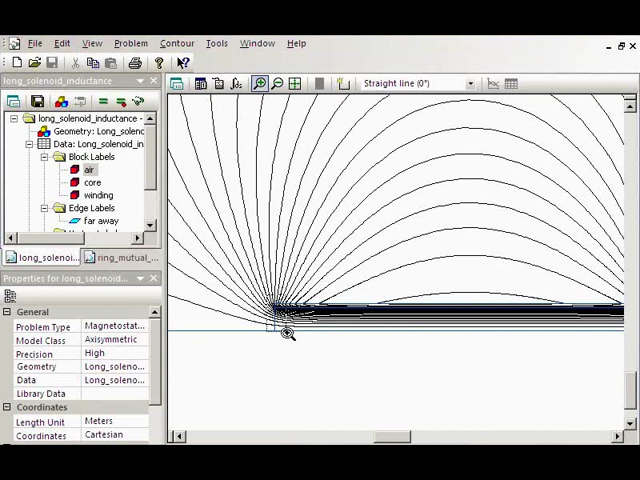 File Edit View Problem Contour Tools Window Help
Straight line (0°)
long_solenoid_inductance
long_solenoid_inductance -
Geometry: Long_solenc
Data: Long_solenoid_in
Block Labels
air
core
winding
Edge Labels
far away
long_solenoi...
ring_mutual_...
Properties for long_solenoid...
General
Problem Type Magnetostat...
Model Class Axisymmetric
Precision High
Geometry Long_soleno...
Data Long_soleno...
Library Data
Coordinates
Length Unit Meters
Coordinates Cartesian